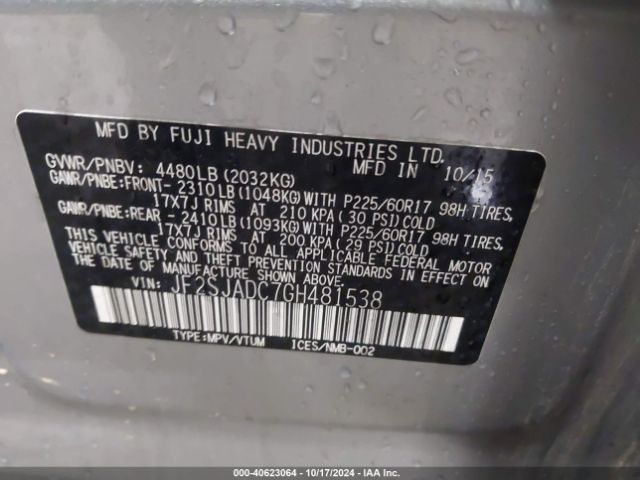 MFD BY FUJI HEAVY INDUSTRIES LTD.
GVWR/PNBV: 4480LB (2032KG) MFD IN 10/15
GAWR/PNBE:FRONT- 2310LB (1048KG)WITH P225/60R17 98H TIRES,
17X7J RIMS AT 210 KPA ( 30 PSI)COLD
GAWR/PNBE:REAR - 2410LB (1093KG)WITH P225/60R17 98H TIRES,
17X7J RIMS AT 200 KPA ( 29 PSI)COLD
THIS VEHICLE CONFORMS TO ALL APPLICABLE FEDERAL MOTOR
VEHICLE SAFETY AND THEFT PREVENTION STANDARDS IN EFFECT ON
THE DATE OF MANUFACTURE SHOWN ABOVE.
VIN: JF2SJADC7GH481538
TYPE:MPV/VTUM ICES/NMB-002
000-40623064 | 10/17/2024 | IAAI.COM